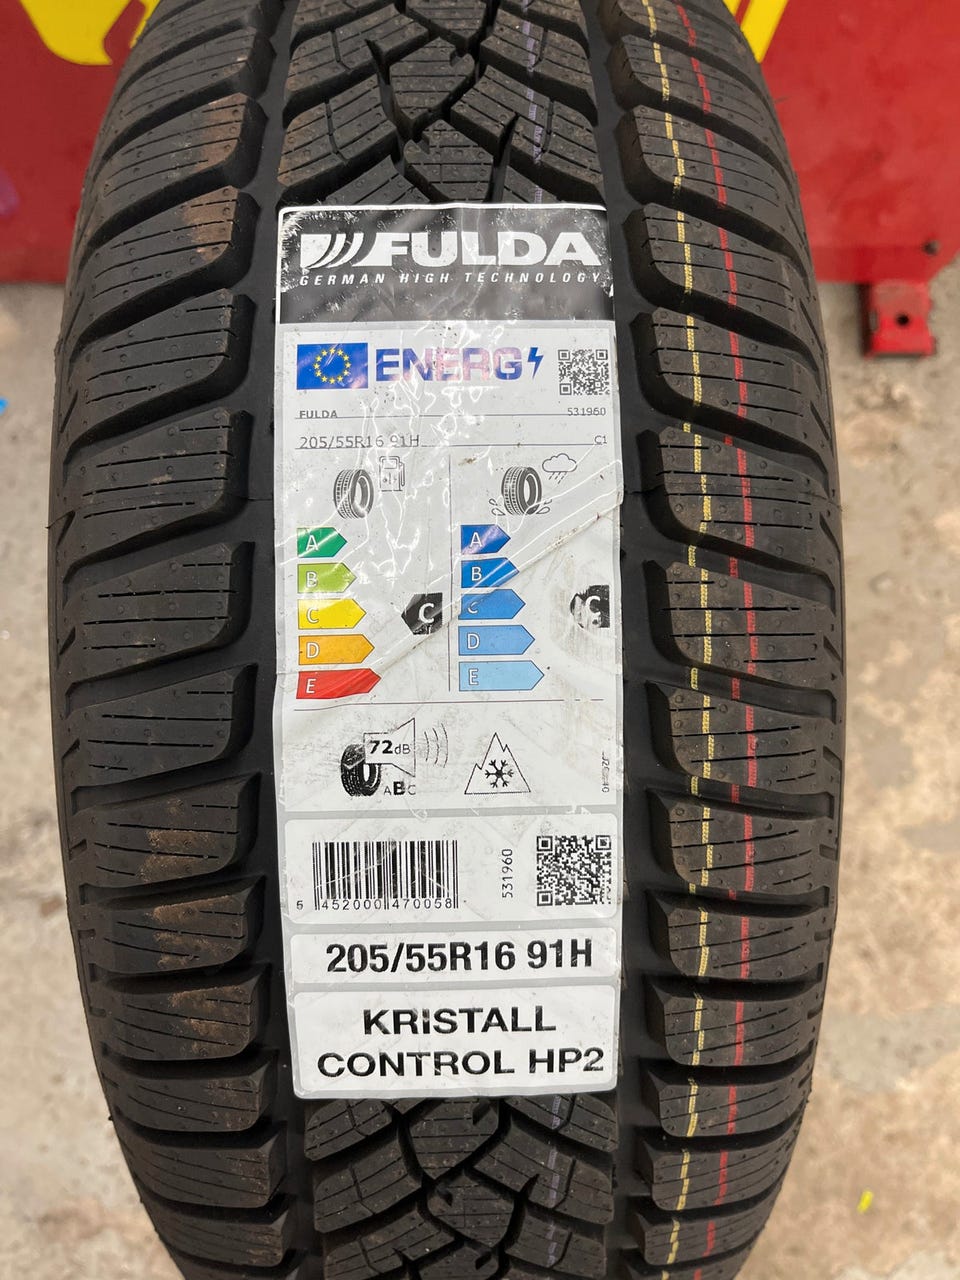 FULDA
GERMAN HIGH TECHNOLOGY
ENERG
FULDA 531960
205/55R16 91H C1
A A
B B
C C C C
D D
E E
72dB
ABC
5 452000 470058
531960
205/55R16 91H
KRISTALL
CONTROL HP2